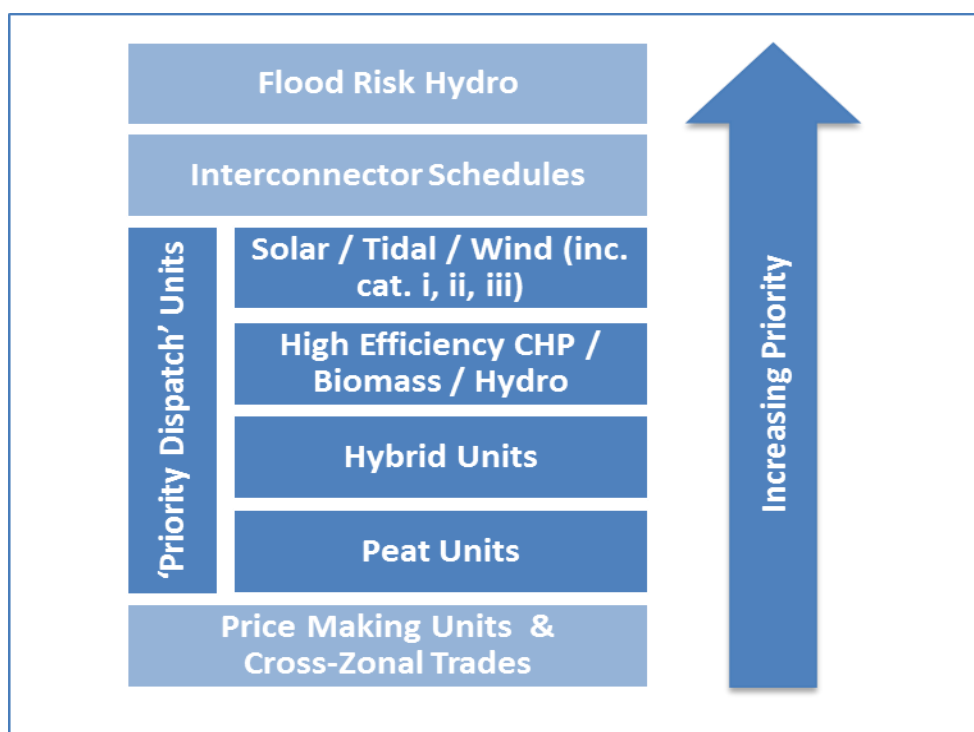 Flood Risk Hydro
Interconnector Schedules
‘Priority Dispatch’ Units
Solar / Tidal / Wind (inc.
cat. i, ii, iii)
High Efficiency CHP /
Biomass / Hydro
Hybrid Units
Peat Units
Price Making Units &
Cross-Zonal Trades
Increasing Priority